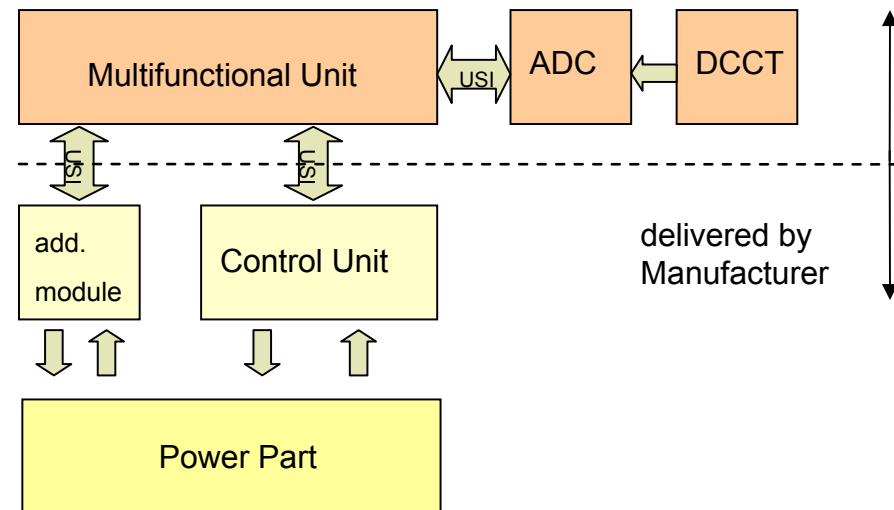 Multifunctional Unit
USI
ADC
DCCT
USI
USI
add.
module
Control Unit
delivered by
Manufacturer
Power Part